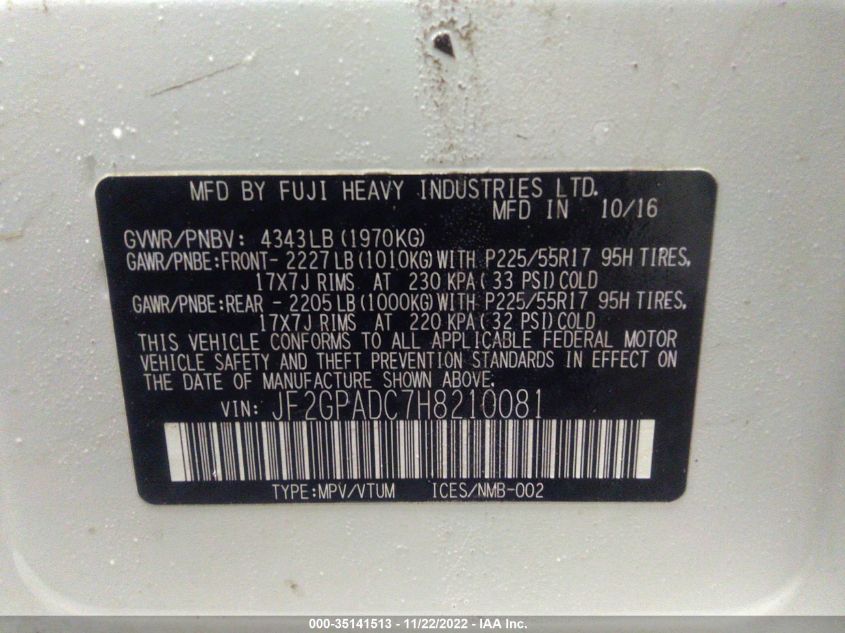 MFD BY FUJI HEAVY INDUSTRIES LTD.
MFD IN 10/16
GVWR/PNBV: 4343LB(1970KG)
GAWR/PNBE:FRONT- 2227LB(1010KG)WITH P225/55R17 95H TIRES,
17X7J RIMS AT 230 KPA( 33 PSI)COLD
GAWR/PNBE:REAR - 2205LB(1000KG)WITH P225/55R17 95H TIRES,
17X7J RIMS AT 220 KPA( 32 PSI)COLD
THIS VEHICLE CONFORMS TO ALL APPLICABLE FEDERAL MOTOR
VEHICLE SAFETY AND THEFT PREVENTION STANDARDS IN EFFECT ON
THE DATE OF MANUFACTURE SHOWN ABOVE.
VIN: JF2GPADC7H8210081
TYPE:MPV/VTUM ICES/NMB-002
000-35141513 - 11/22/2022 - IAA Inc.